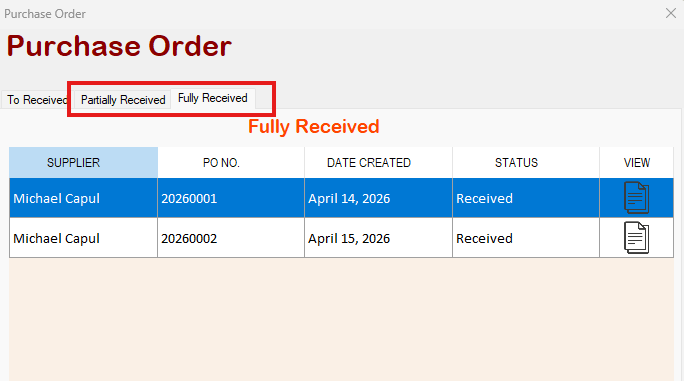 Purchase Order
Purchase Order
To Received Partially Received Fully Received
Fully Received
SUPPLIER PO NO. DATE CREATED STATUS VIEW
Michael Capul 20260001 April 14, 2026 Received
Michael Capul 20260002 April 15, 2026 Received